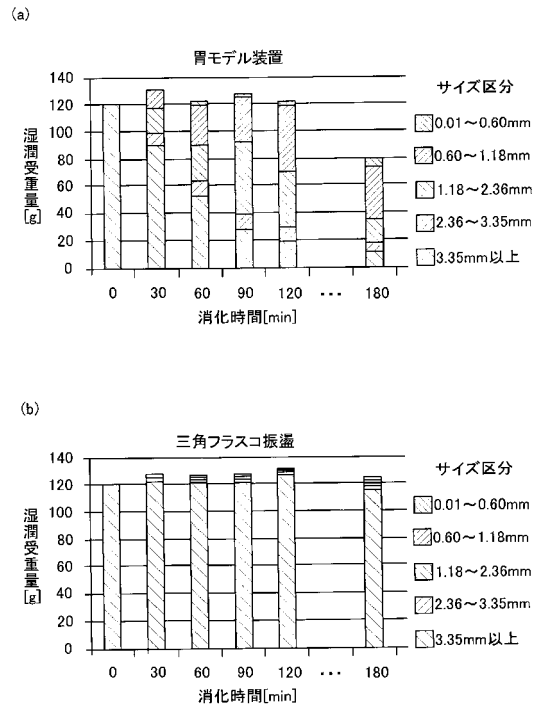 (a)
胃モデル装置
湿潤受重量[g]
140
120
100
80
60
40
20
0
0 30 60 90 120 ･･･ 180
消化時間[min]
サイズ区分
0.01～0.60mm
0.60～1.18mm
1.18～2.36mm
2.36～3.35mm
3.35mm以上
(b)
三角フラスコ振盪
湿潤受重量[g]
140
120
100
80
60
40
20
0
0 30 60 90 120 ･･･ 180
消化時間[min]
サイズ区分
0.01～0.60mm
0.60～1.18mm
1.18～2.36mm
2.36～3.35mm
3.35mm以上